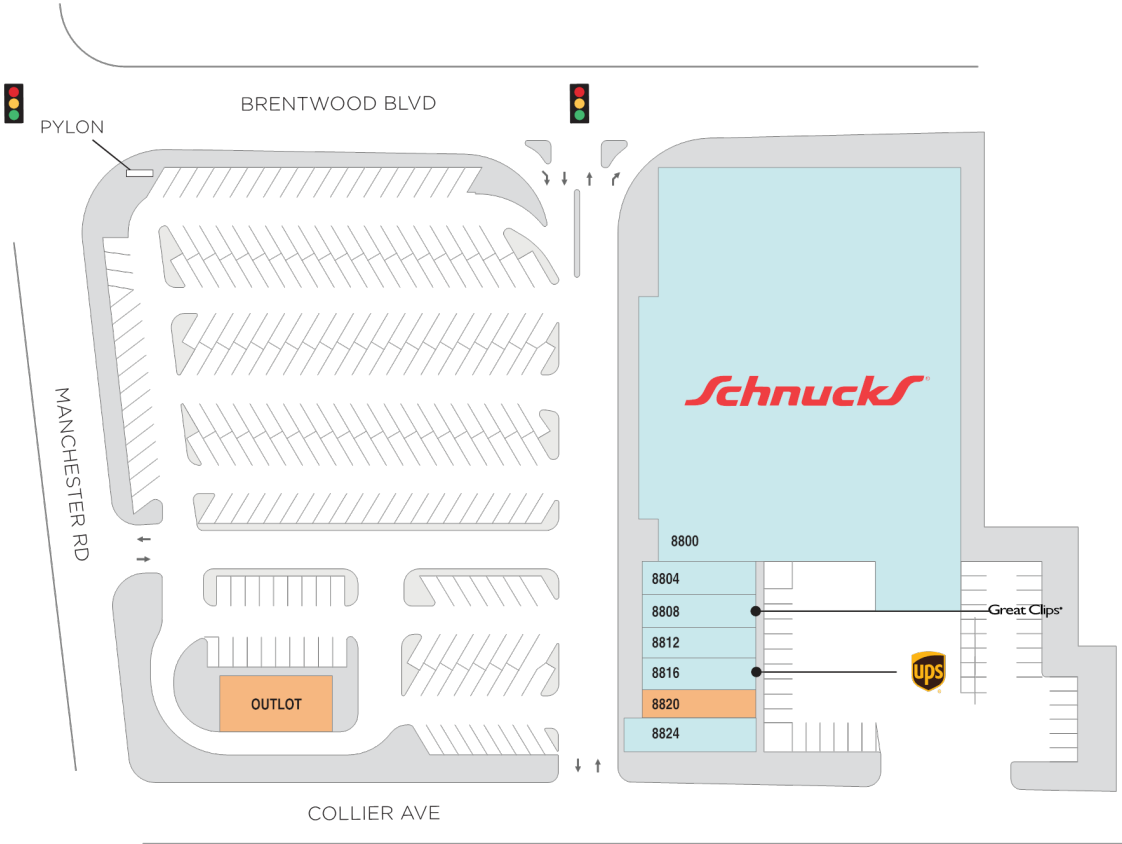 BRENTWOOD BLVD
PYLON
MANCHESTER RD
Schnucks®
8800
8804
8808
Great Clips®
8812
8816
ups
8820
OUTLOT
8824
COLLIER AVE